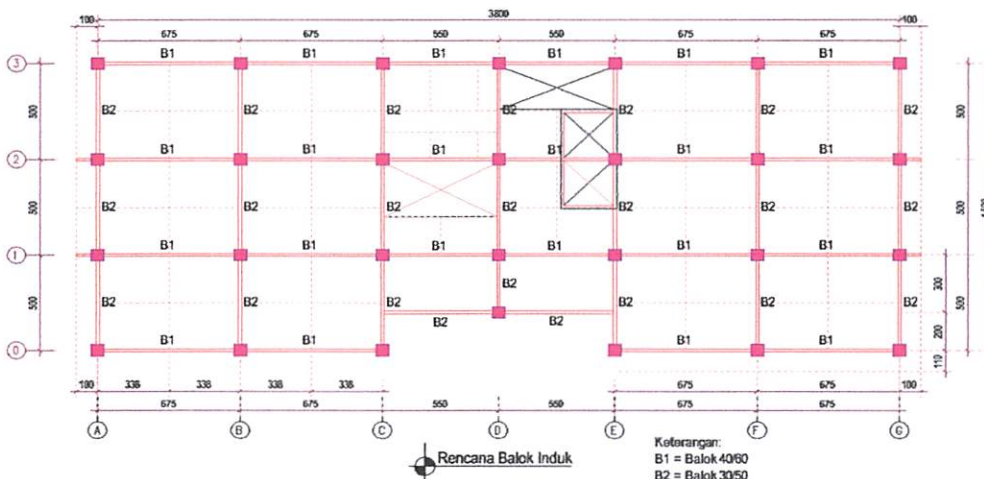 3800
100 100
675 675 550 550 675 675
B1 B1 B1 B1 B1 B1
3
B2 B2 B2 B2 B2 B2 B2
500 500
B1 B1 B1 B1 B1 B1
2
B2 B2 B2 B2 B2 B2 B2
500 500
B1 B1 B1 B1 B1 B1
1
B2
B2 B2 B2 B2 B2 B2
500 300 500
B2 B2
200
B1 B1 B1 B1
0
110
100 338 338 338 338 675 675 100
675 675 550 550 675 675
A B C D E F G
Rencana Balok Induk
Keterangan:
B1 = Balok 40/60
B2 = Balok 30/50